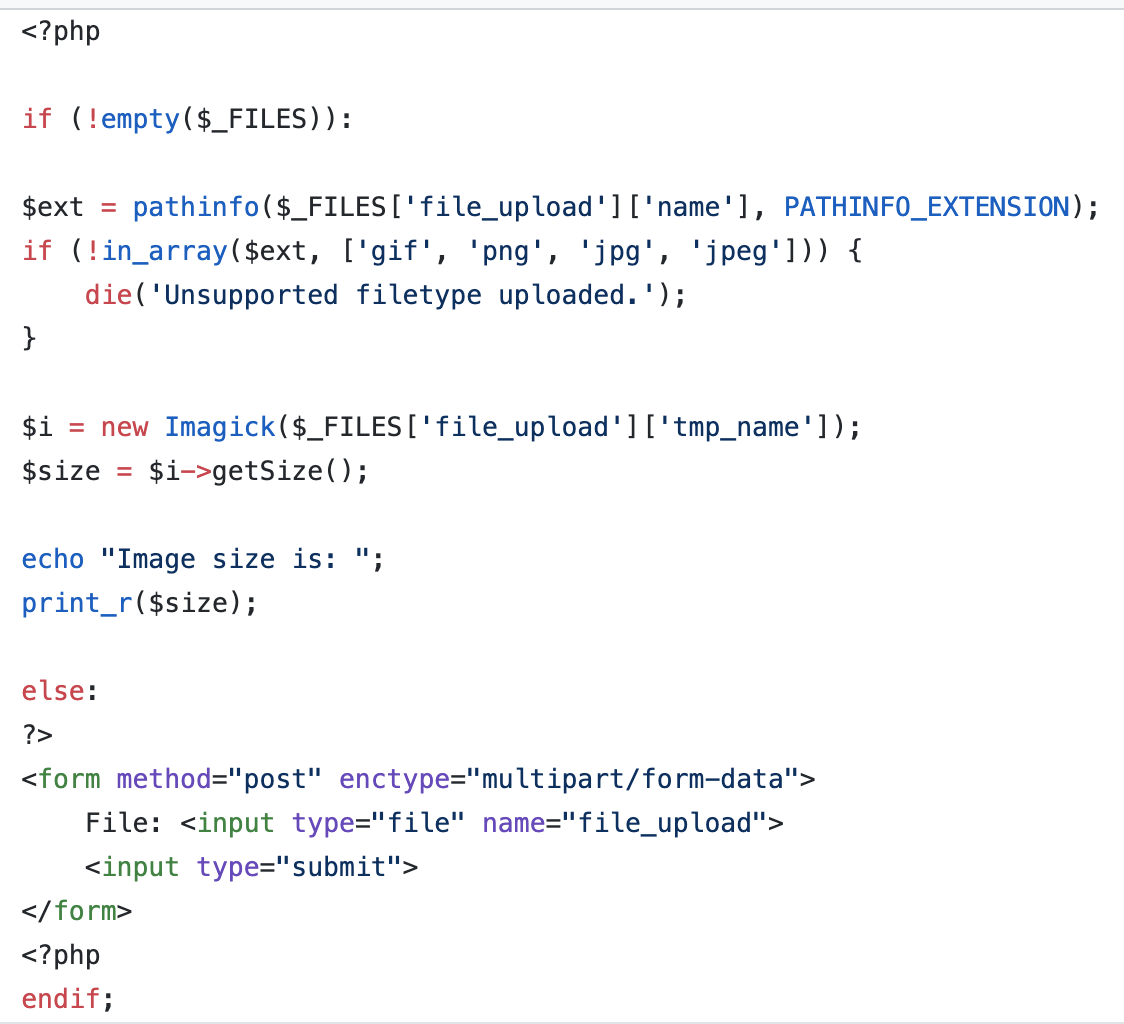 <?php
if (!empty($_FILES)):
$ext = pathinfo($_FILES['file_upload']['name'], PATHINFO_EXTENSION);
if (!in_array($ext, ['gif', 'png', 'jpg', 'jpeg'])) {
    die('Unsupported filetype uploaded.');
}
$i = new Imagick($_FILES['file_upload']['tmp_name']);
$size = $i->getSize();
echo "Image size is: ";
print_r($size);
else:
?>
<form method="post" enctype="multipart/form-data">
    File: <input type="file" name="file_upload">
    <input type="submit">
</form>
<?php
endif;